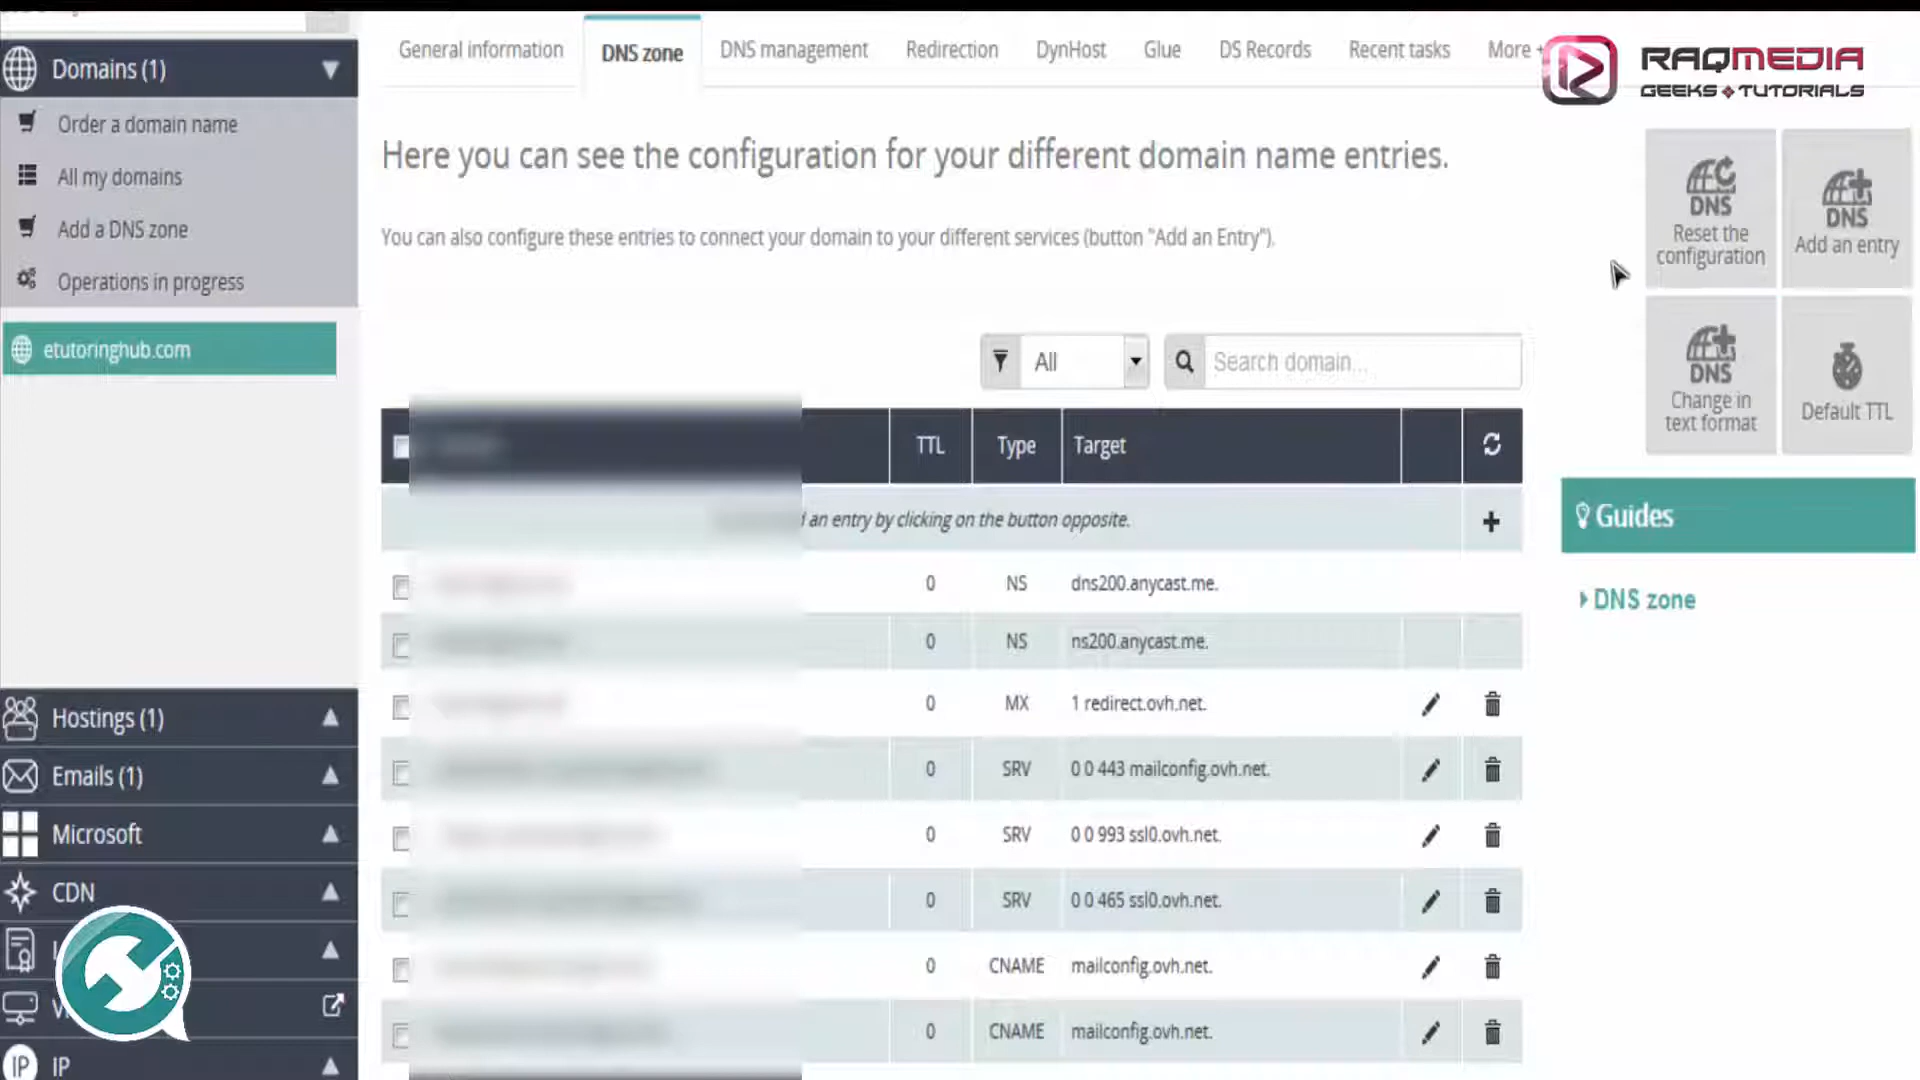 General information
DNS zone
DNS management
Redirection
DynHost
Glue
DS Records
Recent tasks
More +
RAQMEDIA
GEEKS TUTORIALS
Domains (1)
Order a domain name
All my domains
Add a DNS zone
Operations in progress
etutoringhub.com
Hostings (1)
Emails (1)
Microsoft
CDN
IP IP
Here you can see the configuration for your different domain name entries.
You can also configure these entries to connect your domain to your different services (button "Add an Entry").
All
Search domain...
TTL Type Target
an entry by clicking on the button opposite.
0 NS dns200.anycast.me.
0 NS ns200.anycast.me.
0 MX 1 redirect.ovh.net.
0 SRV 0 0 443 mailconfig.ovh.net.
0 SRV 0 0 993 ssl0.ovh.net.
0 SRV 0 0 465 ssl0.ovh.net.
0 CNAME mailconfig.ovh.net.
0 CNAME mailconfig.ovh.net.
DNS
Reset the
configuration
DNS
Add an entry
DNS
Change in
text format
Default TTL
Guides
DNS zone